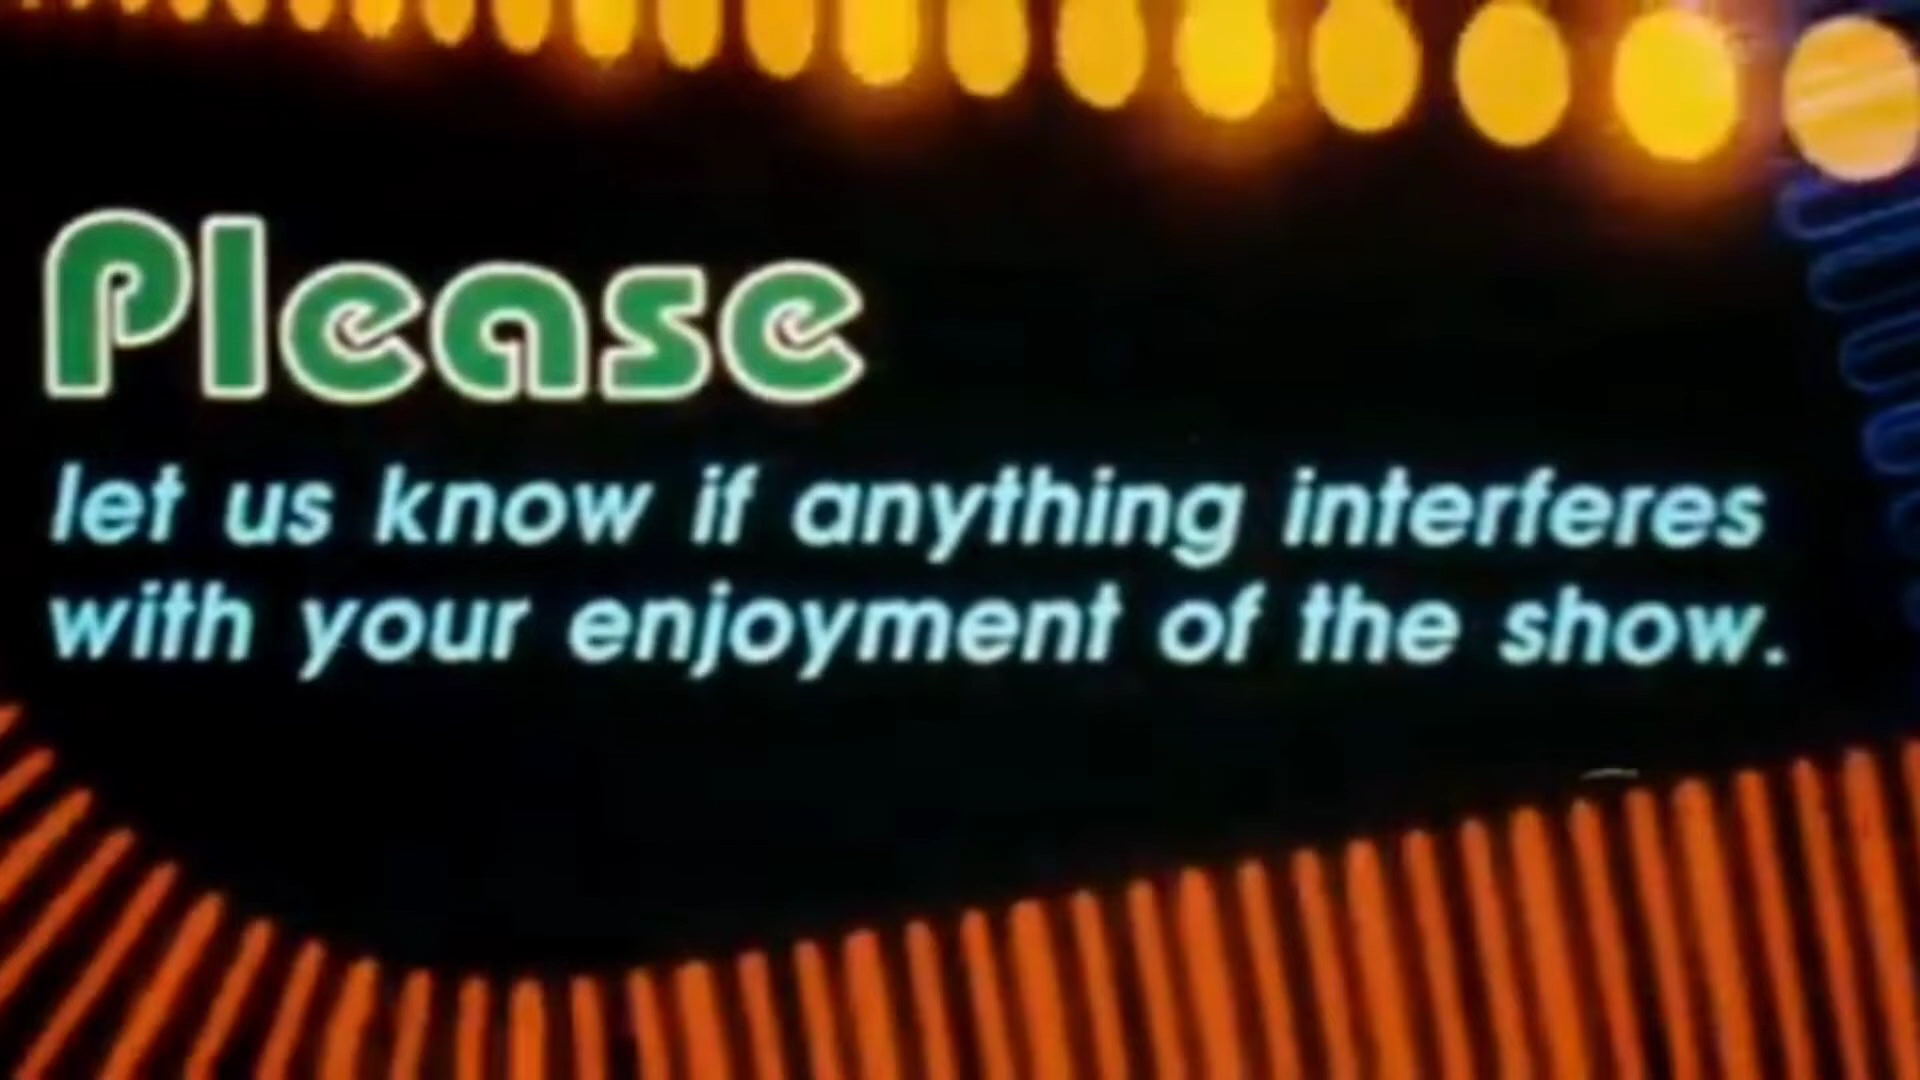 Please
let us know if anything interferes
with your enjoyment of the show.